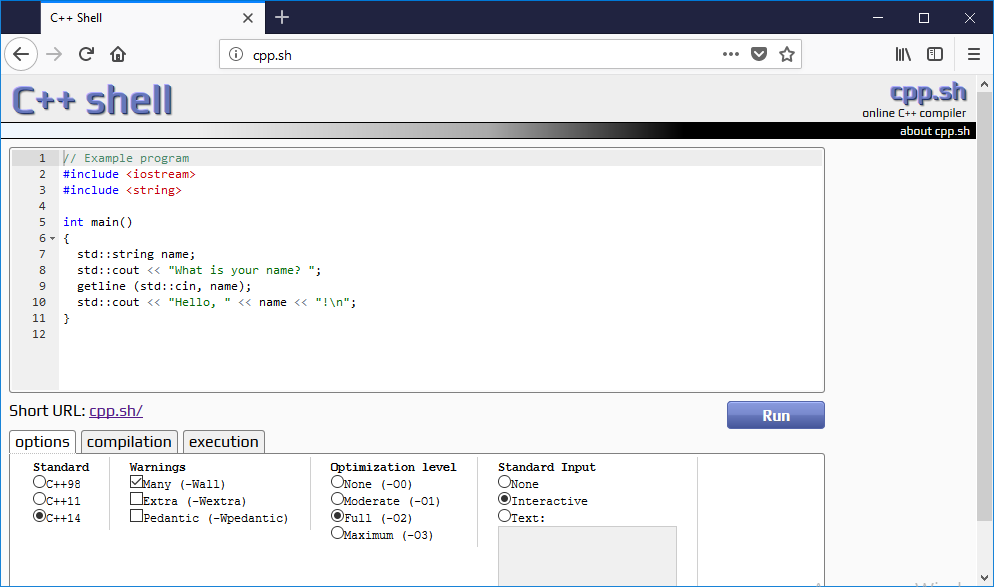 C++ Shell
cpp.sh
C++ shell
cpp.sh
online C++ compiler
about cpp.sh
1 // Example program
2 #include <iostream>
3 #include <string>
4
5 int main()
6 {
7 std::string name;
8 std::cout << "What is your name? ";
9 getline (std::cin, name);
10 std::cout << "Hello, " << name << "!\n";
11 }
12
Short URL: cpp.sh/
Run
options compilation execution
Standard
C++98
C++11
C++14
Warnings
Many (-Wall)
Extra (-Wextra)
Pedantic (-Wpedantic)
Optimization level
None (-O0)
Moderate (-O1)
Full (-O2)
Maximum (-O3)
Standard Input
None
Interactive
Text: